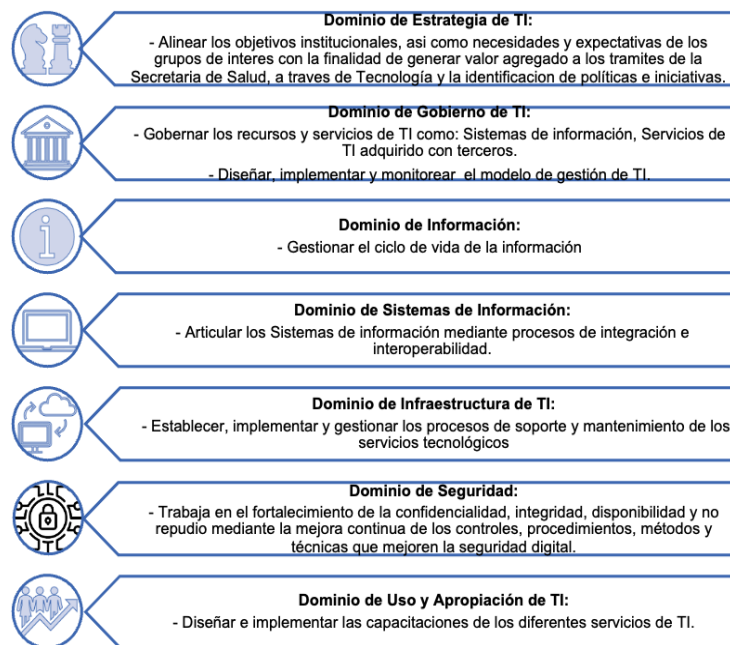 Dominio de Estrategia de TI:
- Alinear los objetivos institucionales, asi como necesidades y expectativas de los
grupos de interes con la finalidad de generar valor agregado a los tramites de la
Secretaria de Salud, a traves de Tecnología y la identificacion de políticas e iniciativas.
Dominio de Gobierno de TI:
- Gobernar los recursos y servicios de TI como: Sistemas de información, Servicios de
TI adquirido con terceros.
- Diseñar, implementar y monitorear el modelo de gestión de TI.
Dominio de Información:
- Gestionar el ciclo de vida de la información
Dominio de Sistemas de Información:
- Articular los Sistemas de información mediante procesos de integración e
interoperabilidad.
Dominio de Infraestructura de TI:
- Establecer, implementar y gestionar los procesos de soporte y mantenimiento de los
servicios tecnológicos
Dominio de Seguridad:
- Trabaja en el fortalecimiento de la confidencialidad, integridad, disponibilidad y no
repudio mediante la mejora continua de los controles, procedimientos, métodos y
técnicas que mejoren la seguridad digital.
Dominio de Uso y Apropiación de TI:
- Diseñar e implementar las capacitaciones de los diferentes servicios de TI.